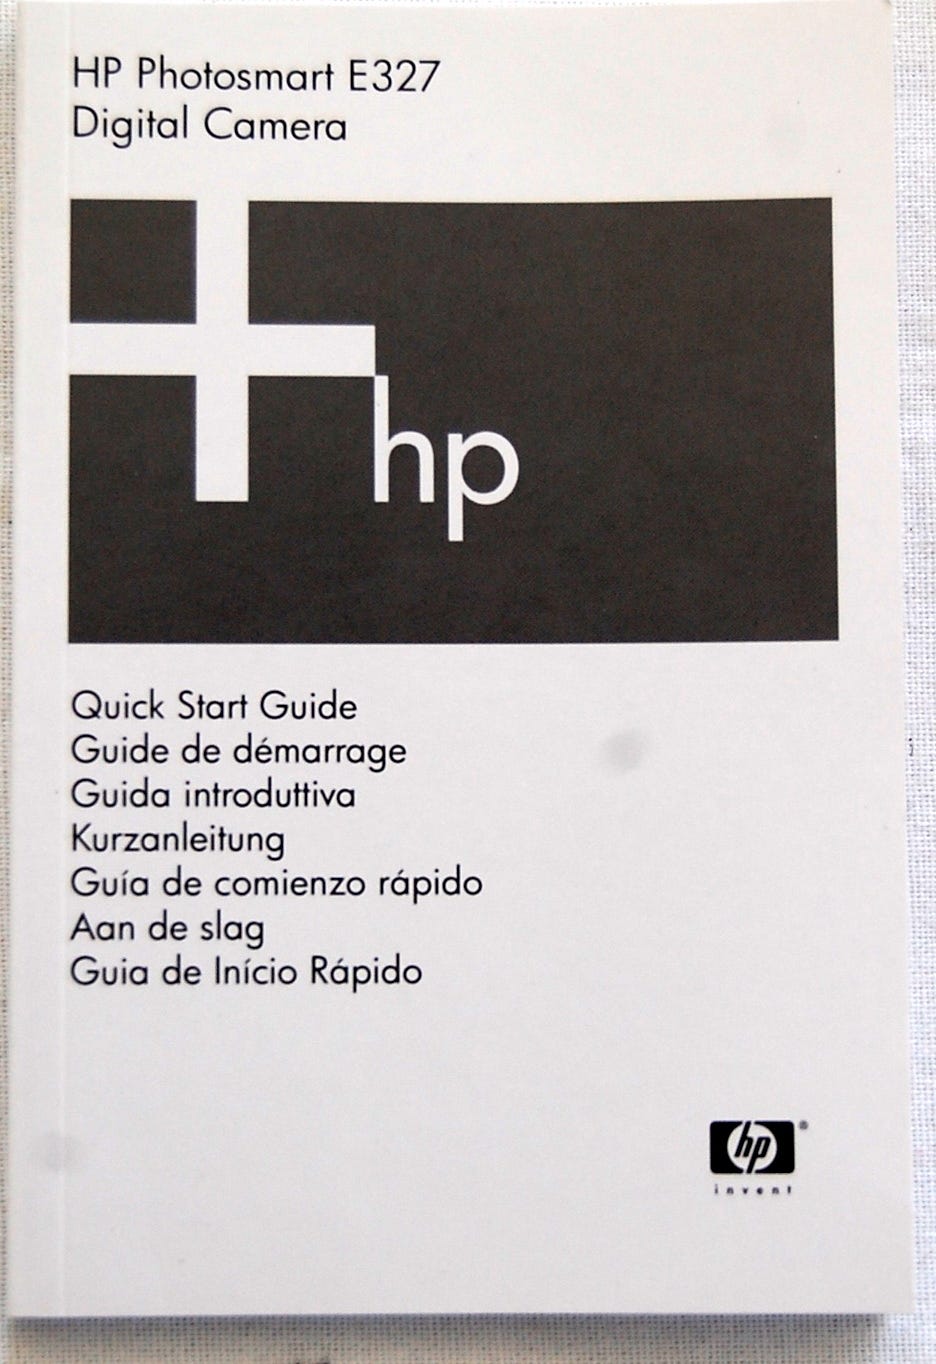 HP Photosmart E327
Digital Camera
hp
Quick Start Guide
Guide de démarrage
Guida introduttiva
Kurzanleitung
Guía de comienzo rápido
Aan de slag
Guia de Início Rápido
hp®
invent